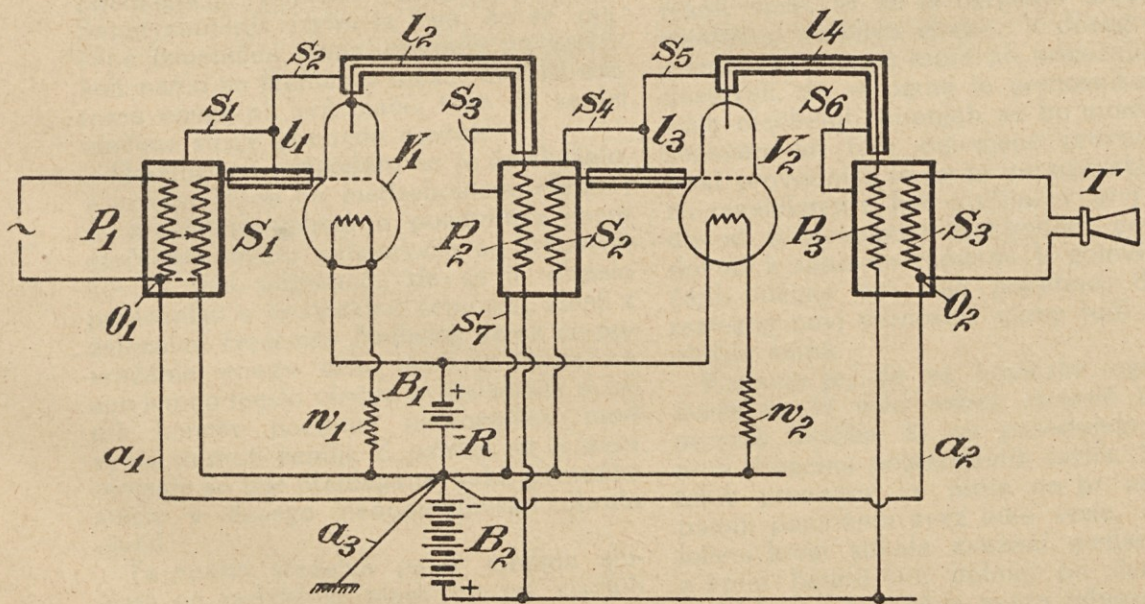 l₂
l₄
s₂
s₅
s₁
s₃
s₄
s₆
l₁
V₁
l₃
V₂
T
~
P₁
S₁
P₂
S₂
P₃
S₃
O₁
s₇
O₂
B₁
+
w₁
-
R
w₂
a₁
a₂
-
a₃
B₂
+